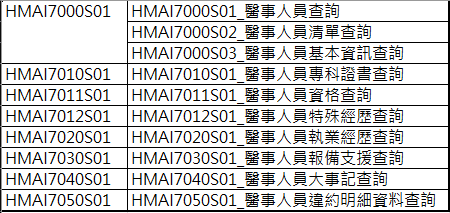 HMAI7000S01 HMAI7000S01_醫事人員查詢
HMAI7000S02_醫事人員清單查詢
HMAI7000S03_醫事人員基本資訊查詢
HMAI7010S01 HMAI7010S01_醫事人員專科證書查詢
HMAI7011S01 HMAI7011S01_醫事人員資格查詢
HMAI7012S01 HMAI7012S01_醫事人員特殊經歷查詢
HMAI7020S01 HMAI7020S01_醫事人員執業經歷查詢
HMAI7030S01 HMAI7030S01_醫事人員報備支援查詢
HMAI7040S01 HMAI7040S01_醫事人員大事記查詢
HMAI7050S01 HMAI7050S01_醫事人員違約明細資料查詢